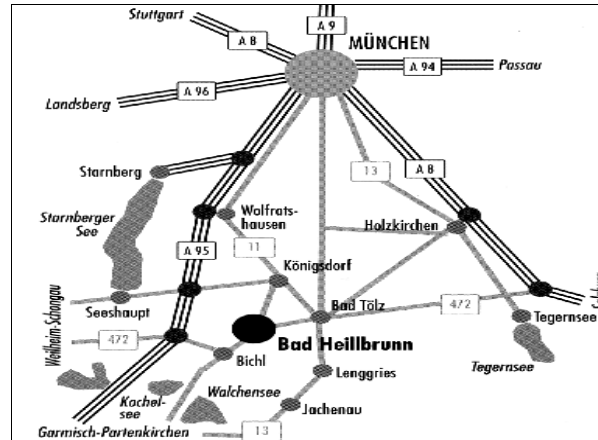 Stuttgart
A 8
A 9
MÜNCHEN
A 94
Passau
Landsberg
A 96
Starnberg
Starnberger
See
Wolfrats-
hausen
13
A 8
Holzkirchen
11
A 95
Königsdorf
Seeshaupt
Bad Tölz
472
Tegernsee
Weilheim-Schongau
472
Bichl
Bad Heillbrunn
Tegernsee
Lenggries
Kochel-
see
Walchensee
Jachenau
Garmisch-Partenkirchen
13